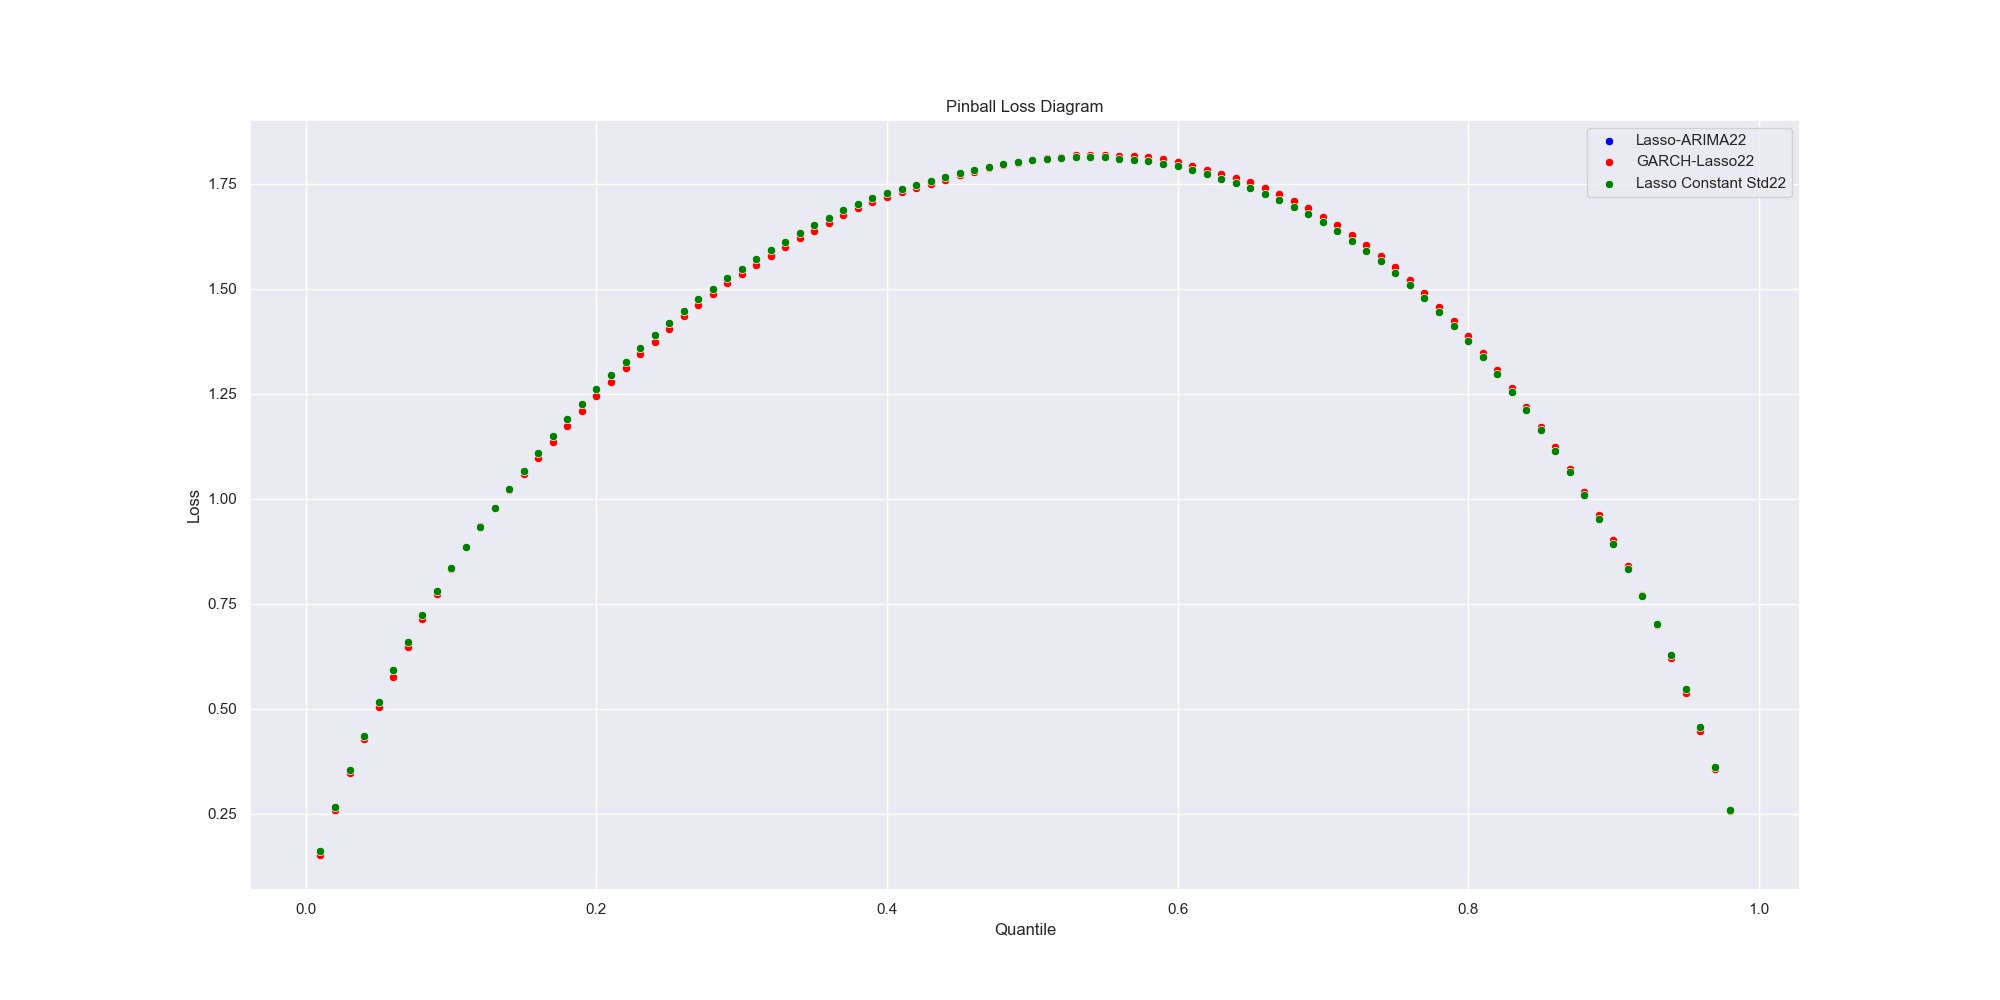 Pinball Loss Diagram
Lasso-ARIMA22
GARCH-Lasso22
Lasso Constant Std22
1.75
1.50
1.25
1.00
0.75
0.50
0.25
Loss
0.0 0.2 0.4 0.6 0.8 1.0
Quantile